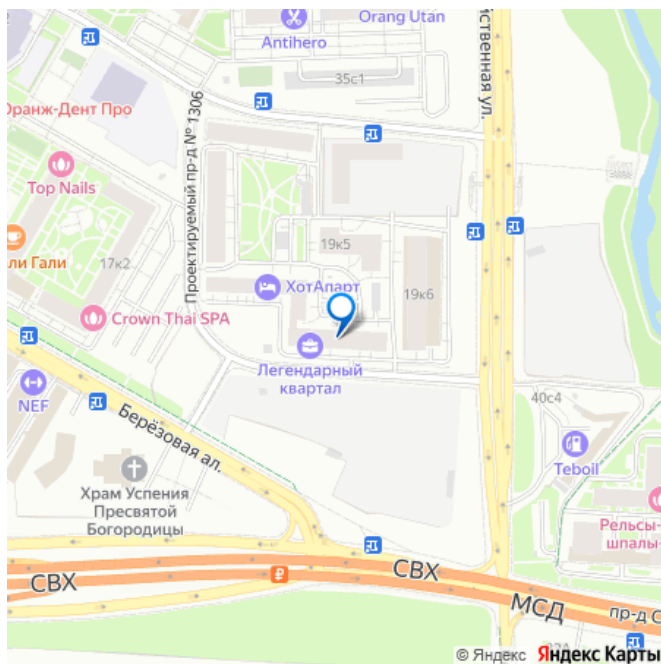 Orang Utan
Antihero
35с1
йственная ул.
Оранж-Дент Про
Проектируемый пр-д № 1306
Top Nails
али Гали
17к2
19к5
ХотАпарт
19к6
Crown Thai SPA
Легендарный
квартал
NEF
Берёзовая ал.
40с4
Teboil
Храм Успения
Пресвятой
Богородицы
Рельсы-
шпалы-
₽
СВХ
СВХ
МСД
пр-д С
© Яндекс Яндекс Карты